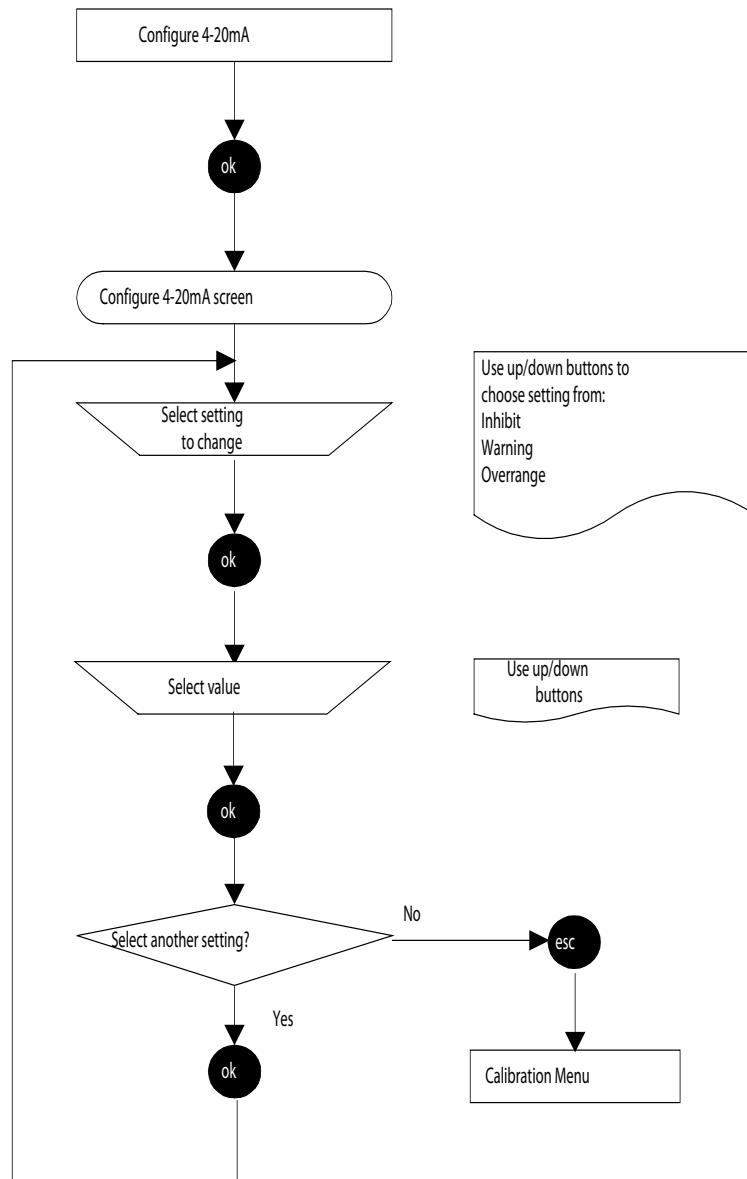 Configure 4-20mA
ok
Configure 4-20mA screen
Select setting
to change
Use up/down buttons to
choose setting from:
Inhibit
Warning
Overrange
ok
Select value
Use up/down
buttons
ok
Select another setting?
No
esc
Yes
ok
Calibration Menu